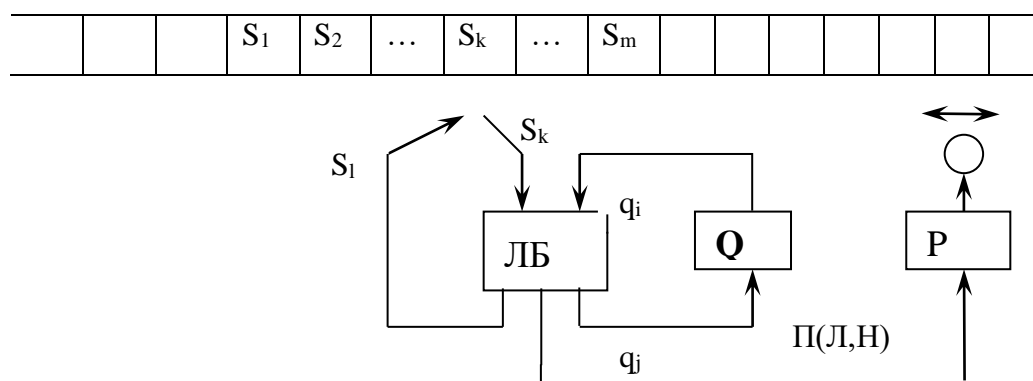 S1 S2 … Sk … Sm
Sk
Sl
qi
ЛБ Q Р
П(Л,Н)
qj